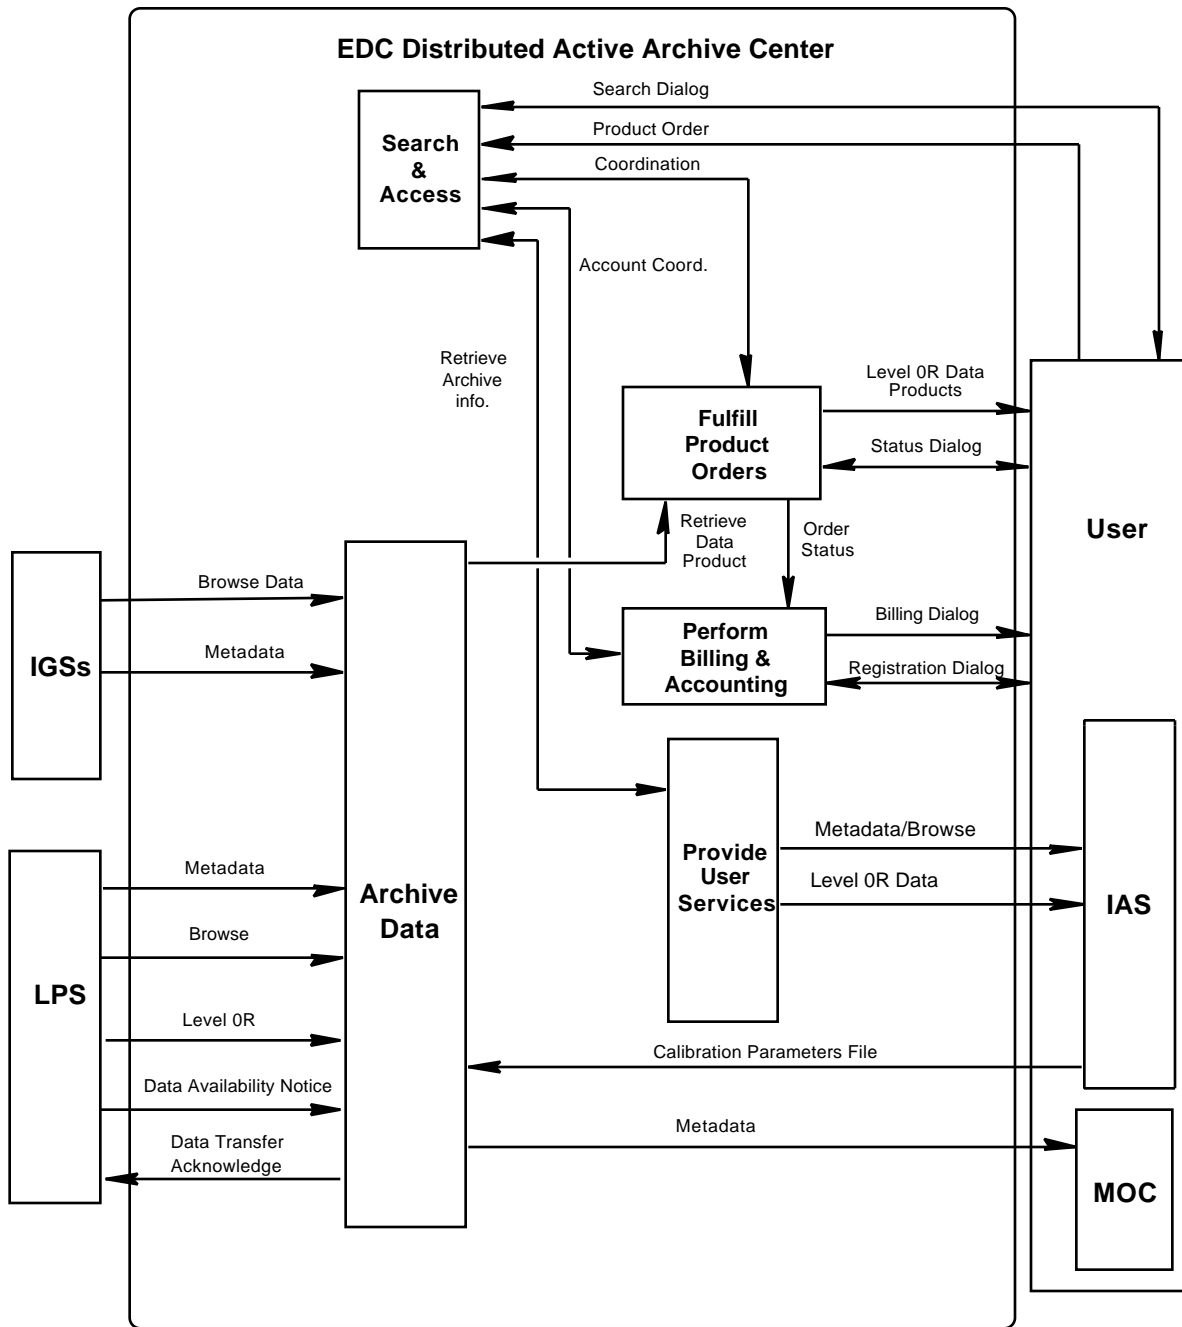 EDC Distributed Active Archive Center
Search Dialog
Product Order
Coordination
Search
&
Access
Account Coord.
Retrieve
Archive
info.
Level 0R Data
Products
Fulfill
Product
Orders
Status Dialog
User
Retrieve
Data
Product
Order
Status
Browse Data
Metadata
IGSs
Perform
Billing &
Accounting
Billing Dialog
Registration Dialog
Metadata/Browse
Provide
User
Services
Level 0R Data
IAS
Metadata
Archive
Data
Browse
LPS
Level 0R
Calibration Parameters File
Data Availability Notice
Metadata
Data Transfer
Acknowledge
MOC